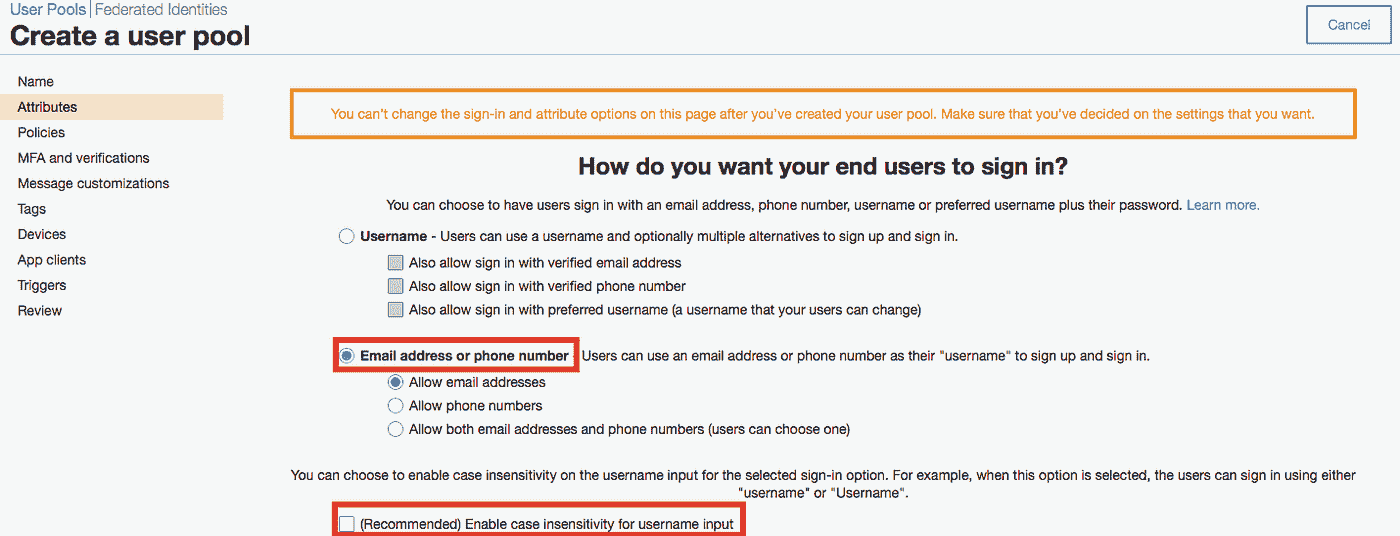 User Pools | Federated Identities
Create a user pool
Cancel
Name
Attributes
Policies
MFA and verifications
Message customizations
Tags
Devices
App clients
Triggers
Review
You can't change the sign-in and attribute options on this page after you've created your user pool. Make sure that you've decided on the settings that you want.
How do you want your end users to sign in?
You can choose to have users sign in with an email address, phone number, username or preferred username plus their password. Learn more.
Username - Users can use a username and optionally multiple alternatives to sign up and sign in.
Also allow sign in with verified email address
Also allow sign in with verified phone number
Also allow sign in with preferred username (a username that your users can change)
Email address or phone number - Users can use an email address or phone number as their "username" to sign up and sign in.
Allow email addresses
Allow phone numbers
Allow both email addresses and phone numbers (users can choose one)
You can choose to enable case insensitivity on the username input for the selected sign-in option. For example, when this option is selected, the users can sign in using either
"username" or "Username".
(Recommended) Enable case insensitivity for username input